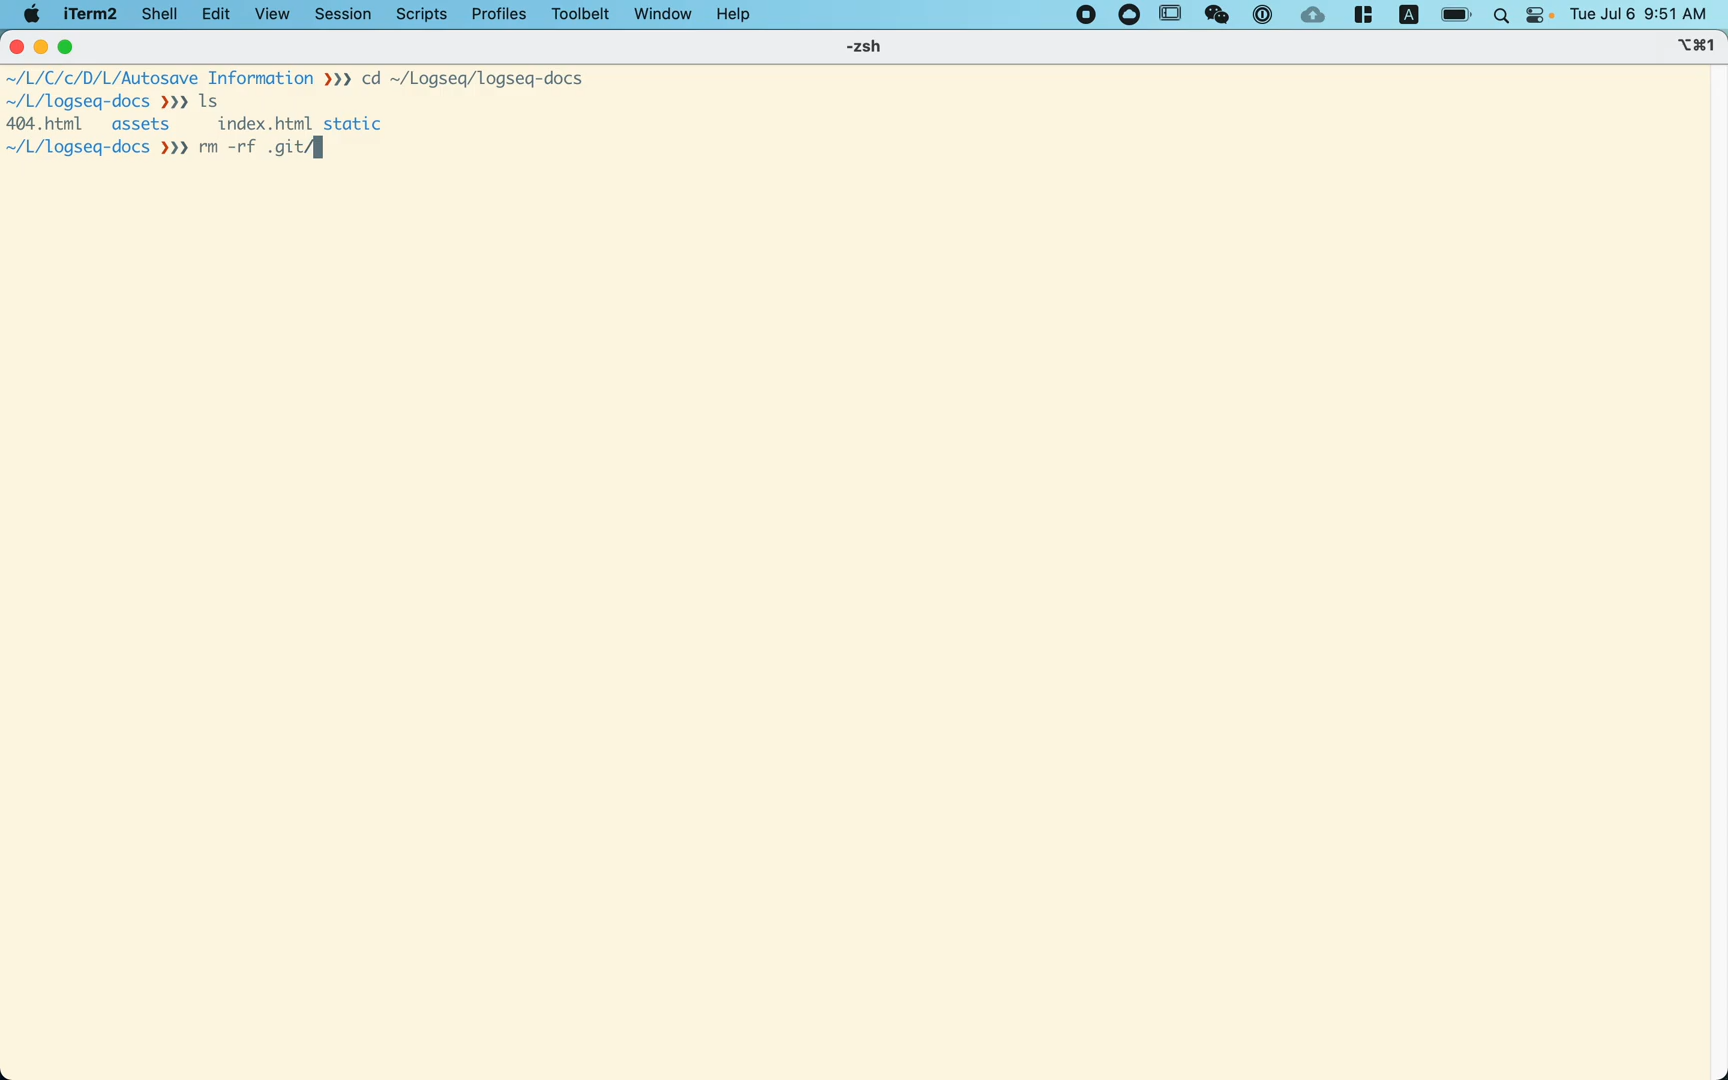 iTerm2 Shell Edit View Session Scripts Profiles Toolbelt Window Help A Tue Jul 6 9:51 AM
-zsh ⌥⌘1
~/L/C/c/D/L/Autosave Information ❯❯❯ cd ~/Logseq/logseq-docs
~/L/logseq-docs ❯❯❯ ls
404.html assets index.html static
~/L/logseq-docs ❯❯❯ rm -rf .git/